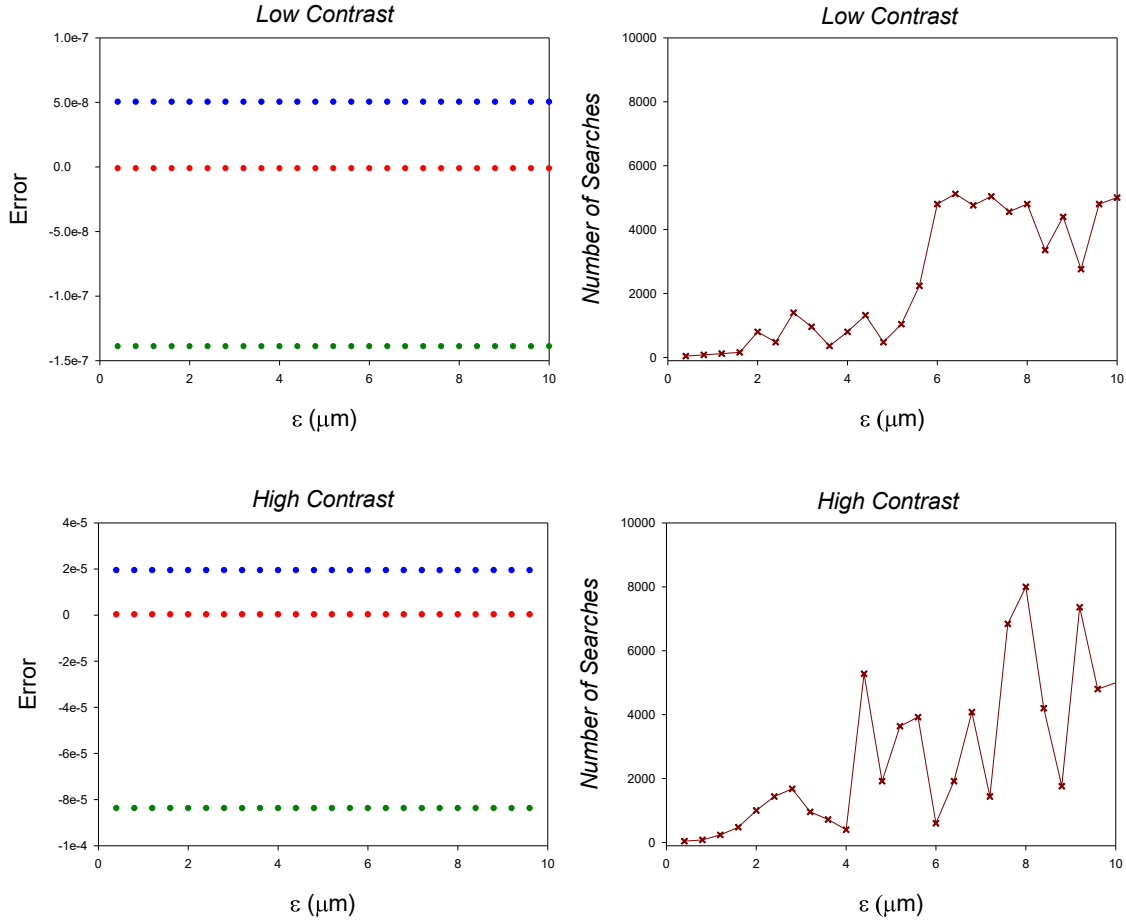 Low Contrast
1.0e-7
5.0e-8
0.0
-5.0e-8
-1.0e-7
-1.5e-7
0 2 4 6 8 10
Error
ε (μm)
Low Contrast
10000
8000
6000
4000
2000
0
0 2 4 6 8 10
Number of Searches
ε (μm)
High Contrast
4e-5
2e-5
0
-2e-5
-4e-5
-6e-5
-8e-5
-1e-4
0 2 4 6 8 10
Error
ε (μm)
High Contrast
10000
8000
6000
4000
2000
0
0 2 4 6 8 10
Number of Searches
ε (μm)